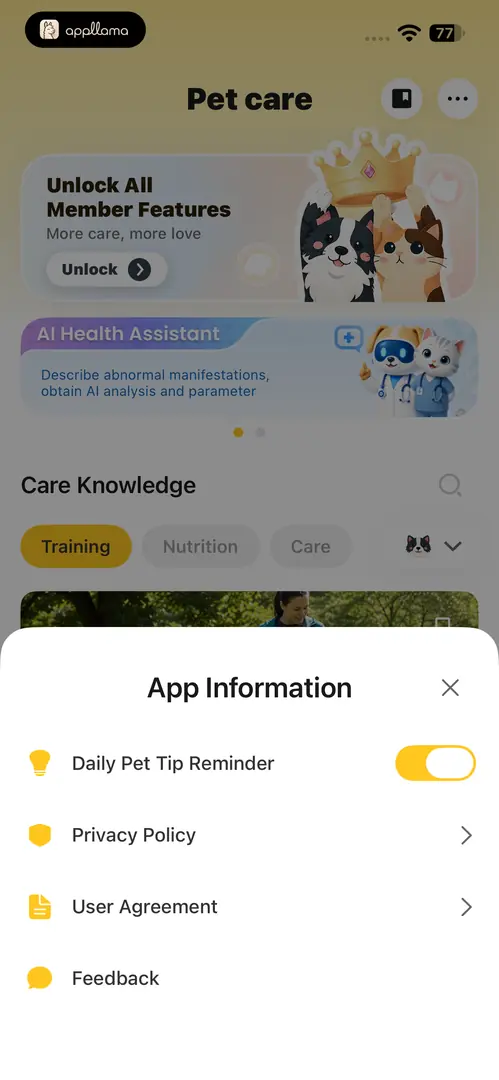 appllama
77
Pet care
Unlock All
Member Features
More care, more love
Unlock
AI Health Assistant
Describe abnormal manifestations,
obtain AI analysis and parameter
Care Knowledge
Training
Nutrition
Care
App Information
Daily Pet Tip Reminder
Privacy Policy
User Agreement
Feedback